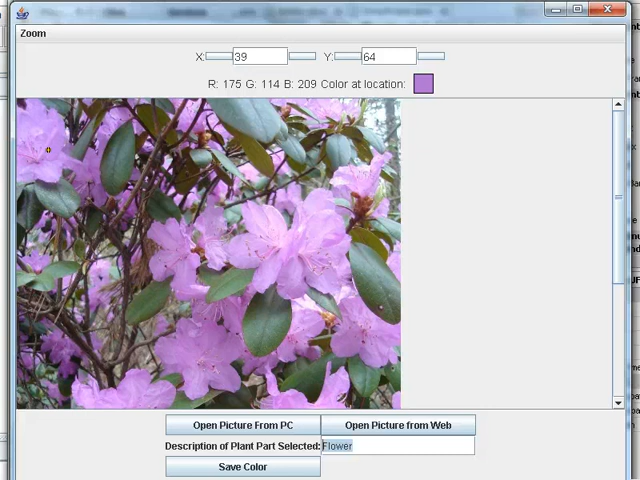 Zoom
X: 39 Y: 64
R: 175 G: 114 B: 209 Color at location:
Open Picture From PC Open Picture from Web
Description of Plant Part Selected: Flower
Save Color